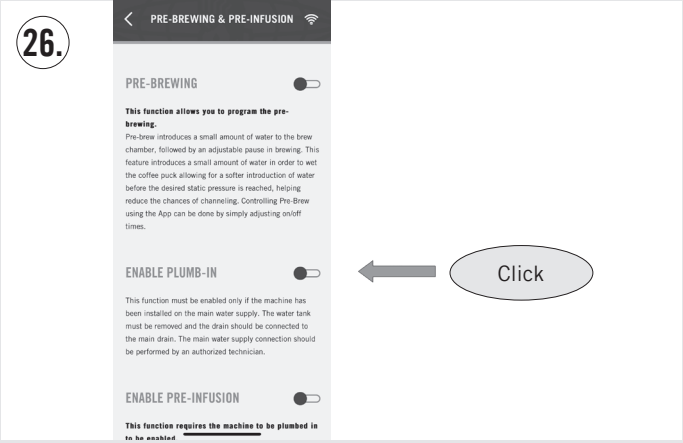 26.
PRE-BREWING & PRE-INFUSION
PRE-BREWING
This function allows you to program the pre-
brewing.
Pre-brew introduces a small amount of water to the brew
chamber, followed by an adjustable pause in brewing. This
feature introduces a small amount of water in order to wet
the coffee puck allowing for a softer introduction of water
before the desired static pressure is reached, helping
reduce the chances of channeling. Controlling Pre-Brew
using the App can be done by simply adjusting on/off
times.
ENABLE PLUMB-IN
Click
This function must be enabled only if the machine has
been installed on the main water supply. The water tank
must be removed and the drain should be connected to
the main drain. The main water supply connection should
be performed by an authorized technician.
ENABLE PRE-INFUSION
This function requires the machine to be plumbed in
to be enabled